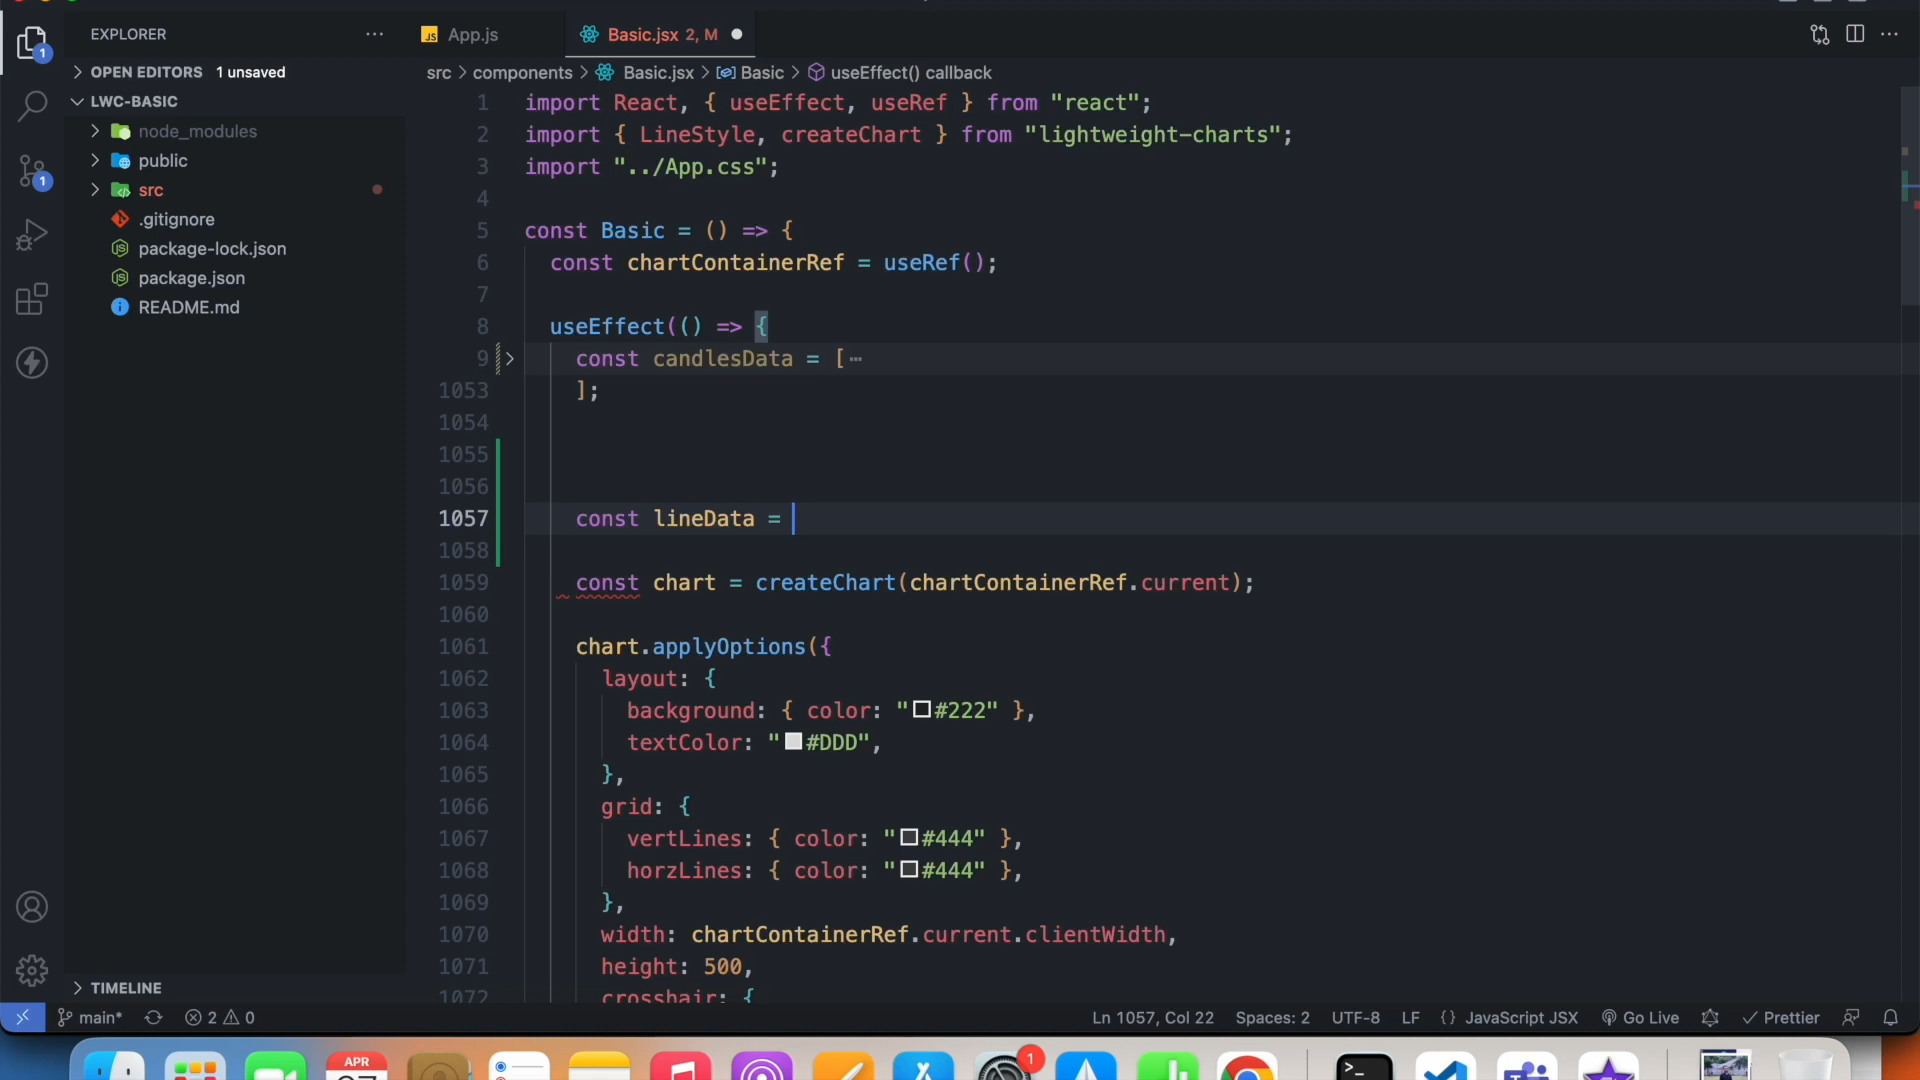 EXPLORER
App.js
Basic.jsx 2, M
OPEN EDITORS 1 unsaved
LWC-BASIC
node_modules
public
src
.gitignore
package-lock.json
package.json
README.md
TIMELINE
1
1
src > components > Basic.jsx > Basic > useEffect() callback
1 import React, { useEffect, useRef } from "react";
2 import { LineStyle, createChart } from "lightweight-charts";
3 import "../App.css";
4
5 const Basic = () => {
6 const chartContainerRef = useRef();
7
8 useEffect(() => {
9 const candlesData = […
1053 ];
1054
1055
1056
1057 const lineData =
1058
1059 const chart = createChart(chartContainerRef.current);
1060
1061 chart.applyOptions({
1062 layout: {
1063 background: { color: "#222" },
1064 textColor: "#DDD",
1065 },
1066 grid: {
1067 vertLines: { color: "#444" },
1068 horzLines: { color: "#444" },
1069 },
1070 width: chartContainerRef.current.clientWidth,
1071 height: 500,
1072 crosshair: {
main* 2 0 Ln 1057, Col 22 Spaces: 2 UTF-8 LF {} JavaScript JSX Go Live Prettier
APR
1